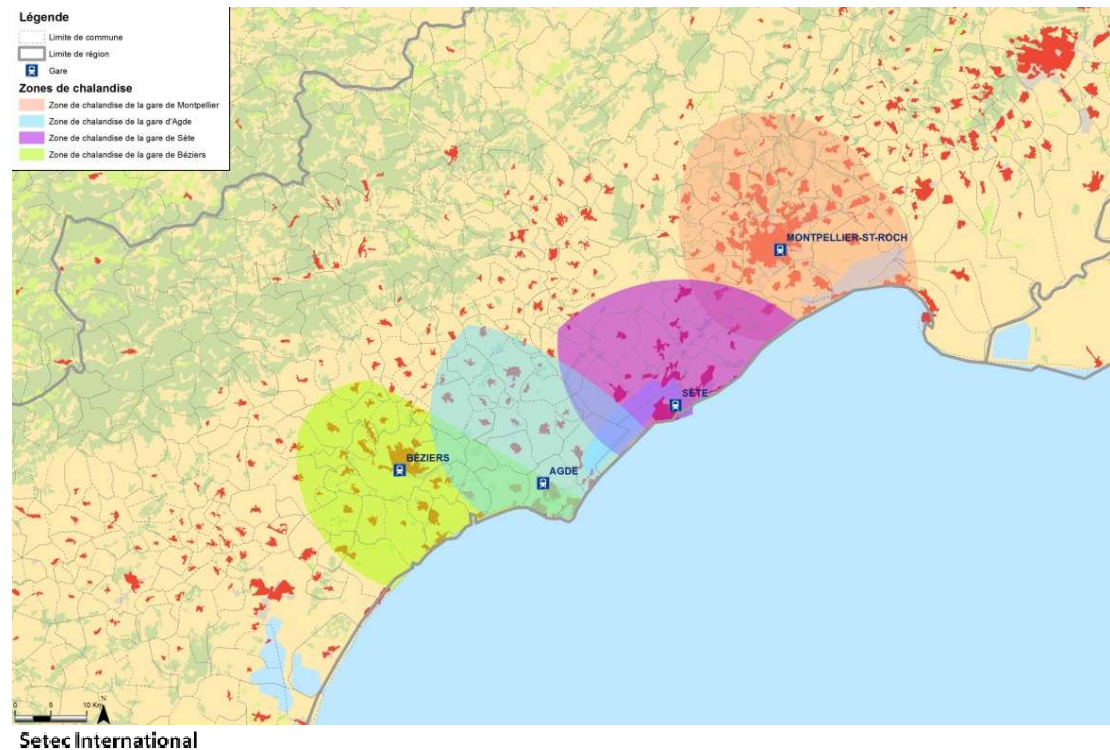 Légende
Limite de commune
Limite de région
Gare
Zones de chalandise
Zone de chalandise de la gare de Montpellier
Zone de chalandise de la gare d'Agde
Zone de chalandise de la gare de Sète
Zone de chalandise de la gare de Béziers
MONTPELLIER-ST-ROCH
SÈTE
BÉZIERS
AGDE
N
0 5 10 Km
Setec International